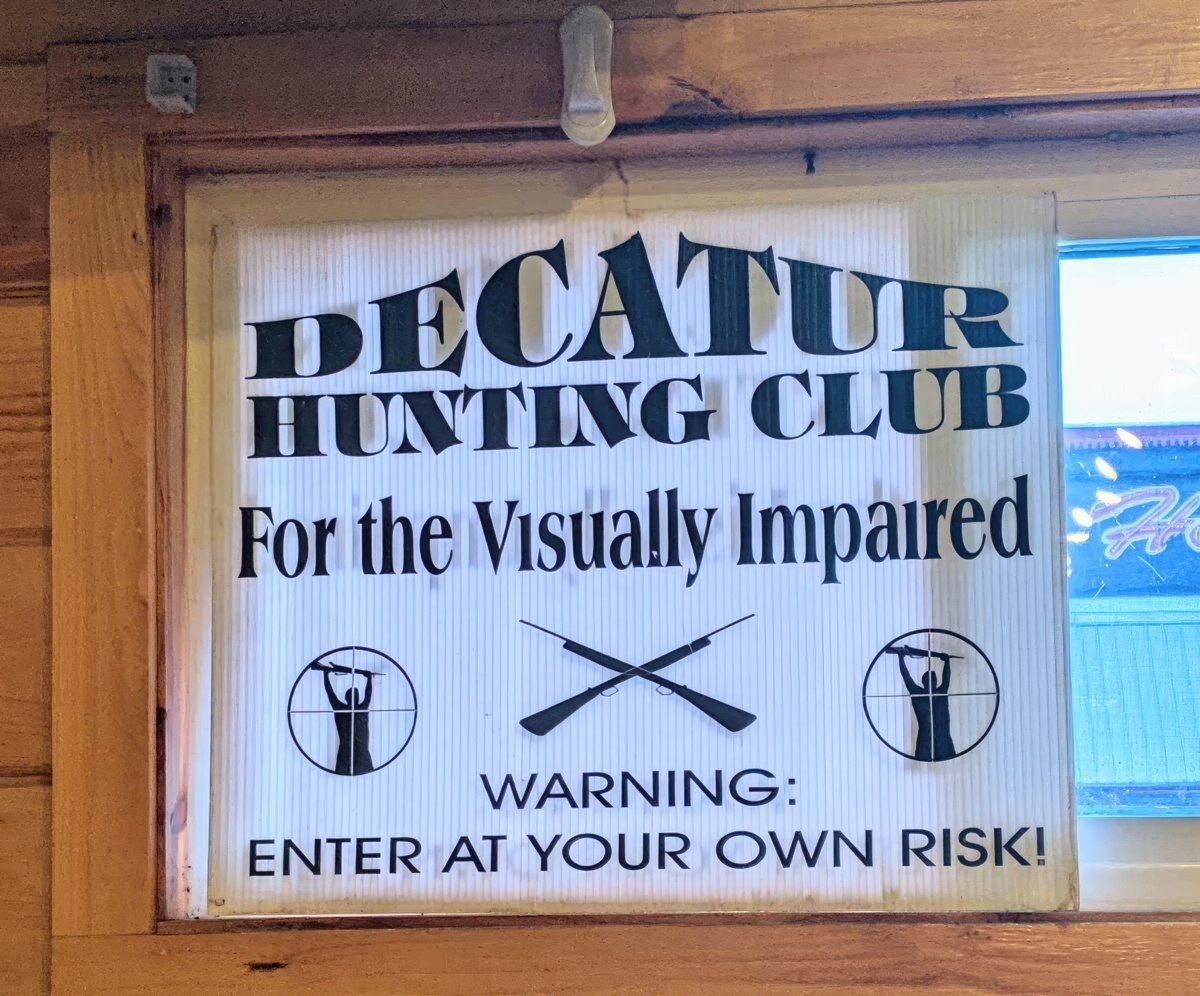 DECATUR
HUNTING CLUB
For the Visually Impaired
WARNING:
ENTER AT YOUR OWN RISK!